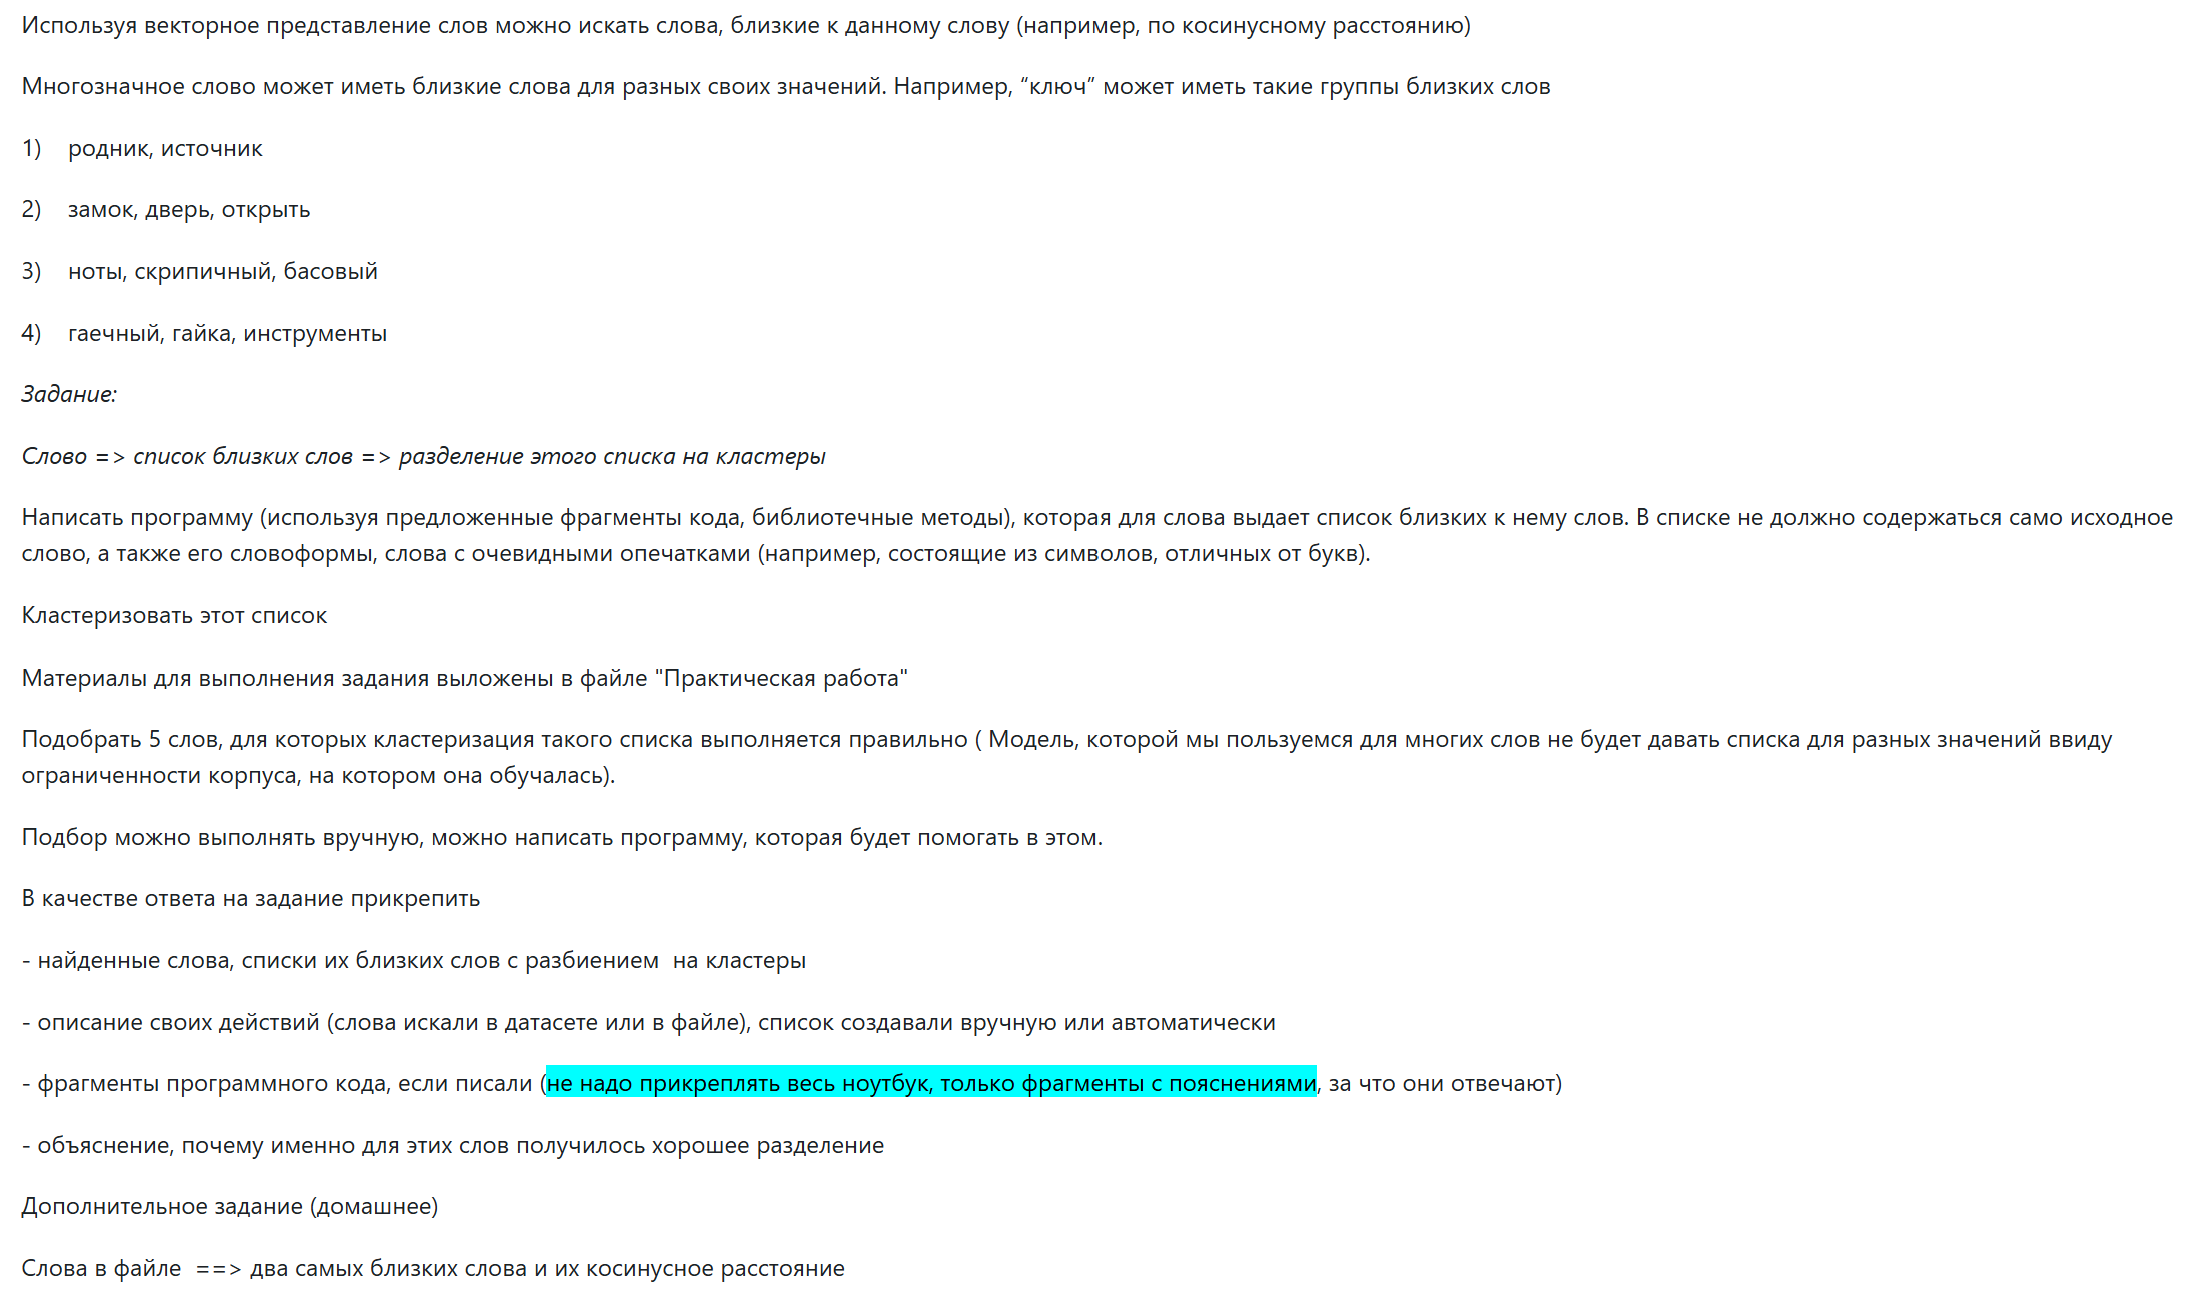 Используя векторное представление слов можно искать слова, близкие к данному слову (например, по косинусному расстоянию)
Многозначное слово может иметь близкие слова для разных своих значений. Например, “ключ” может иметь такие группы близких слов
1) родник, источник
2) замок, дверь, открыть
3) ноты, скрипичный, басовый
4) гаечный, гайка, инструменты
Задание:
Слово => список близких слов => разделение этого списка на кластеры
Написать программу (используя предложенные фрагменты кода, библиотечные методы), которая для слова выдает список близких к нему слов. В списке не должно содержаться само исходное
слово, а также его словоформы, слова с очевидными опечатками (например, состоящие из символов, отличных от букв).
Кластеризовать этот список
Материалы для выполнения задания выложены в файле "Практическая работа"
Подобрать 5 слов, для которых кластеризация такого списка выполняется правильно ( Модель, которой мы пользуемся для многих слов не будет давать списка для разных значений ввиду
ограниченности корпуса, на котором она обучалась).
Подбор можно выполнять вручную, можно написать программу, которая будет помогать в этом.
В качестве ответа на задание прикрепить
- найденные слова, списки их близких слов с разбиением на кластеры
- описание своих действий (слова искали в датасете или в файле), список создавали вручную или автоматически
- фрагменты программного кода, если писали (не надо прикреплять весь ноутбук, только фрагменты с пояснениями, за что они отвечают)
- объяснение, почему именно для этих слов получилось хорошее разделение
Дополнительное задание (домашнее)
Слова в файле ==> два самых близких слова и их косинусное расстояние